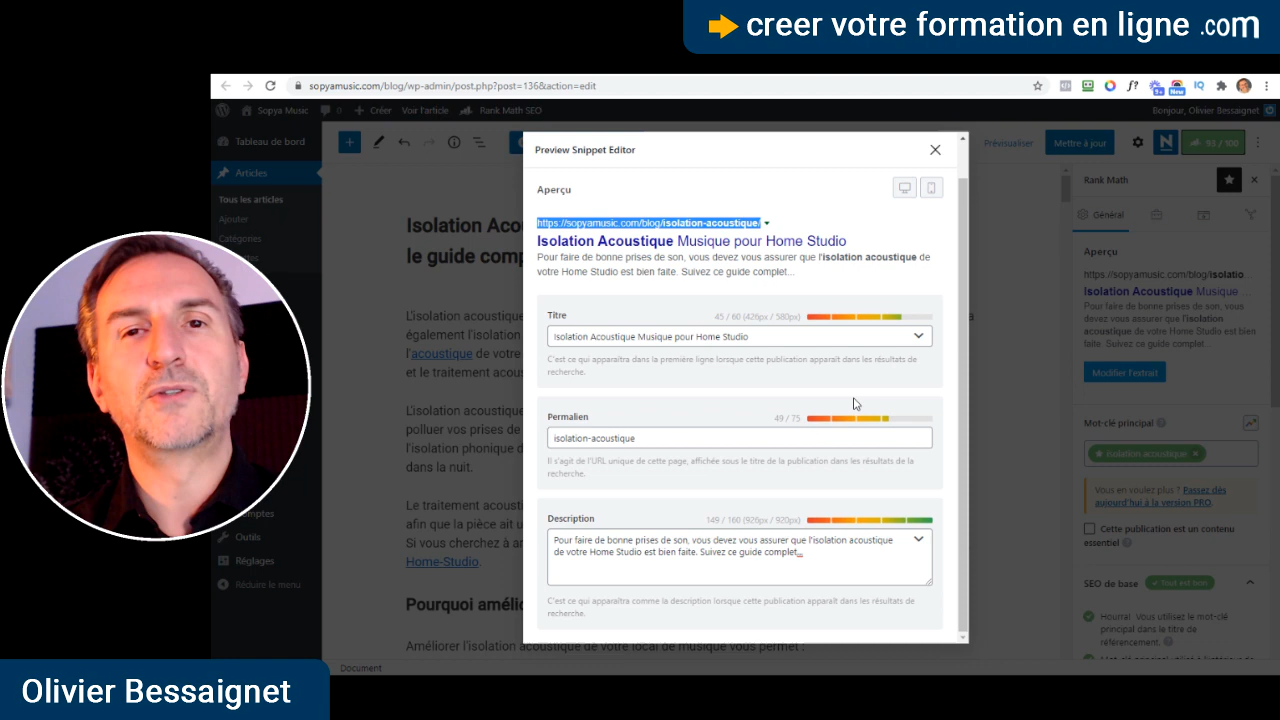 creer votre formation en ligne .com
sopyamusic.com/blog/wp-admin/post.php?post=136&action=edit
Sopya Music
0
Créer
Voir l'article
Rank Math SEO
Bonjour, Olivier Bessaignet
Tableau de bord
Articles
Tous les articles
Ajouter
Catégories
Outils
Réglages
Réduire le menu
Prévisualiser
Mettre à jour
93 / 100
Isolation Aco
le guide comp
L'isolation acoustique
également l'isolation
l'acoustique de votre
et le traitement acous
L'isolation acoustique
polluer vos prises de
l'isolation phonique d
dans la nuit.
Le traitement acoustic
afin que la pièce ait u
Si vous cherchez à ar
Home-Studio.
Pourquoi amélio
Améliorer l'isolation acoustique de votre local de musique vous permet :
Document
Preview Snippet Editor
Aperçu
https://sopyamusic.com/blog/isolation-acoustique/
Isolation Acoustique Musique pour Home Studio
Pour faire de bonne prises de son, vous devez vous assurer que l'isolation acoustique de
votre Home Studio est bien faite. Suivez ce guide complet...
Titre
45 / 60 (426px / 580px)
Isolation Acoustique Musique pour Home Studio
C'est ce qui apparaîtra dans la première ligne lorsque cette publication apparaît dans les résultats de
recherche.
Permalien
49 / 75
isolation-acoustique
Il s'agit de l'URL unique de cette page, affichée sous le titre de la publication dans les résultats de la
recherche.
Description
149 / 160 (926px / 920px)
Pour faire de bonne prises de son, vous devez vous assurer que l'isolation acoustique
de votre Home Studio est bien faite. Suivez ce guide complet...
C'est ce qui apparaîtra comme la description lorsque cette publication apparaît dans les résultats de
recherche.
Rank Math
Général
Aperçu
https://sopyamusic.com/blog/isolatio...
Isolation Acoustique Musique ...
Pour faire de bonne prises de son, vous
devez vous assurer que l'isolation
acoustique de votre Home Studio est bien
faite. Suivez ce guide complet...
Modifier l'extrait
Mot-clé principal
isolation acoustique
Vous en voulez plus ? Passez dès
aujourd'hui à la version PRO.
Cette publication est un contenu
essentiel
SEO de base
Tout est bien
Hourra! Vous utilisez le mot-clé
principal dans le titre de
référencement.
Olivier Bessaignet